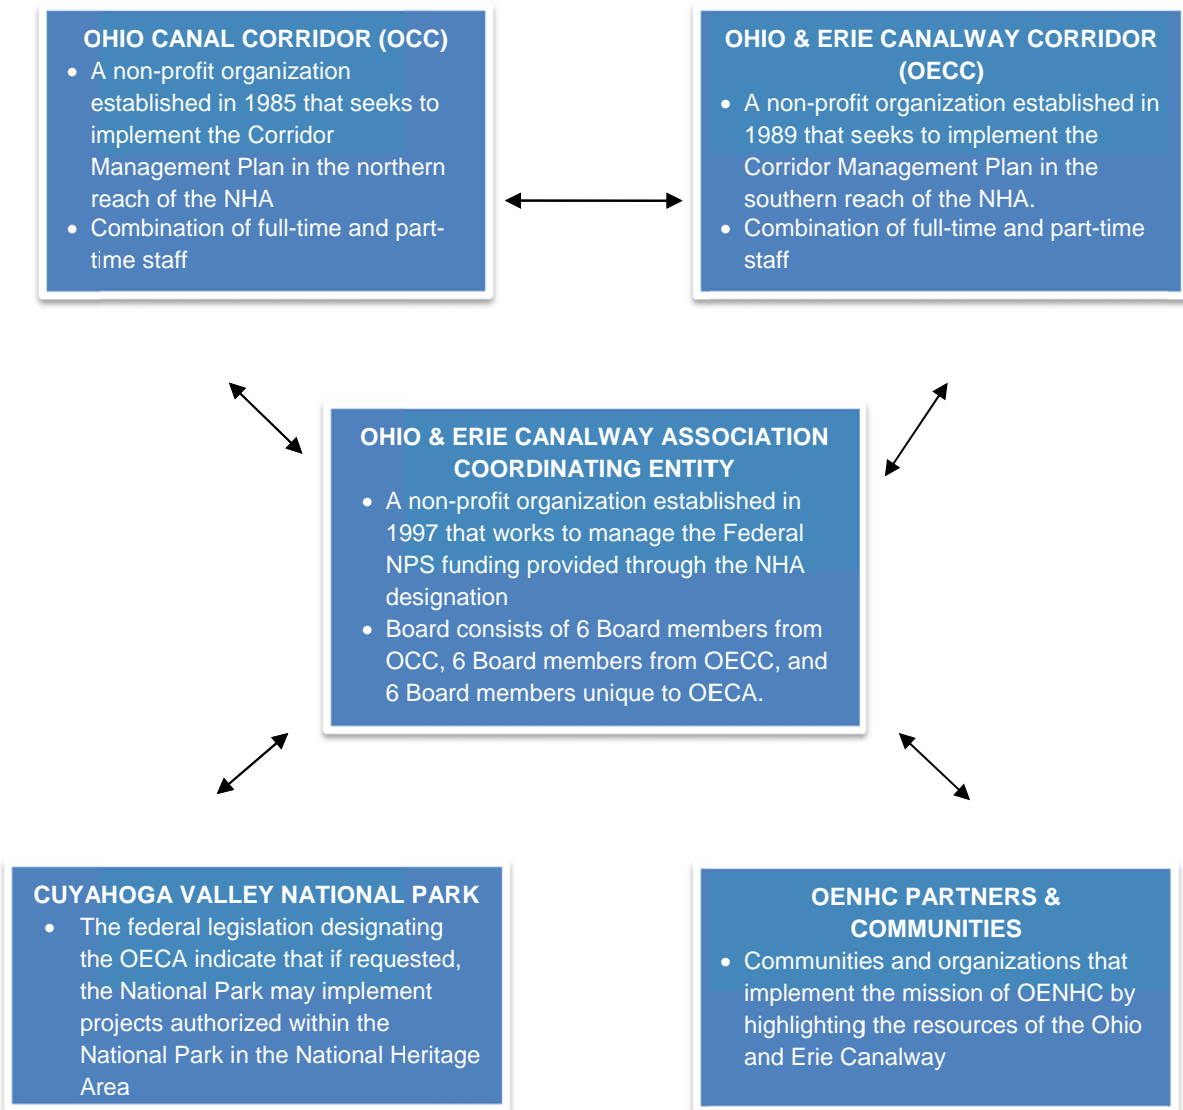 OHIO CANAL CORRIDOR (OCC)
• A non-profit organization
established in 1985 that seeks to
implement the Corridor
Management Plan in the northern
reach of the NHA
• Combination of full-time and part-
time staff
OHIO & ERIE CANALWAY CORRIDOR
(OECC)
• A non-profit organization established in
1989 that seeks to implement the
Corridor Management Plan in the
southern reach of the NHA.
• Combination of full-time and part-time
staff
OHIO & ERIE CANALWAY ASSOCIATION
COORDINATING ENTITY
• A non-profit organization established in
1997 that works to manage the Federal
NPS funding provided through the NHA
designation
• Board consists of 6 Board members from
OCC, 6 Board members from OECC, and
6 Board members unique to OECA.
CUYAHOGA VALLEY NATIONAL PARK
• The federal legislation designating
the OECA indicate that if requested,
the National Park may implement
projects authorized within the
National Park in the National Heritage
Area
OENHC PARTNERS &
COMMUNITIES
• Communities and organizations that
implement the mission of OENHC by
highlighting the resources of the Ohio
and Erie Canalway